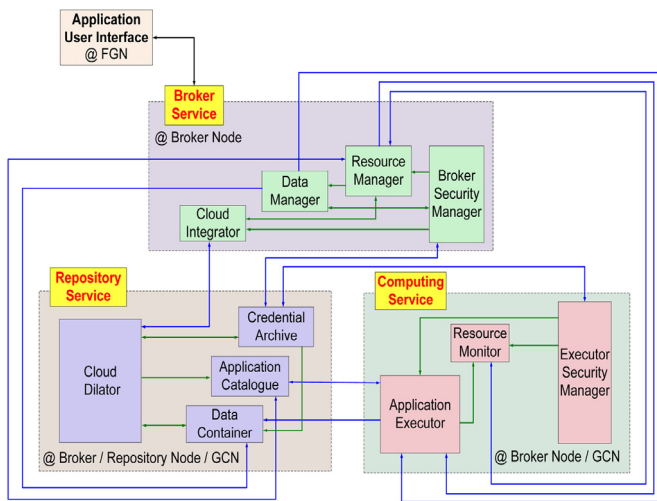 Application
User Interface
@ FGN
Broker
Service
@ Broker Node
Resource
Manager
Broker
Security
Manager
Data
Manager
Cloud
Integrator
Repository
Service
Computing
Service
Credential
Archive
Cloud
Dilator
Application
Catalogue
Data
Container
@ Broker / Repository Node / GCN
Resource
Monitor
Executor
Security
Manager
Application
Executor
@ Broker Node / GCN